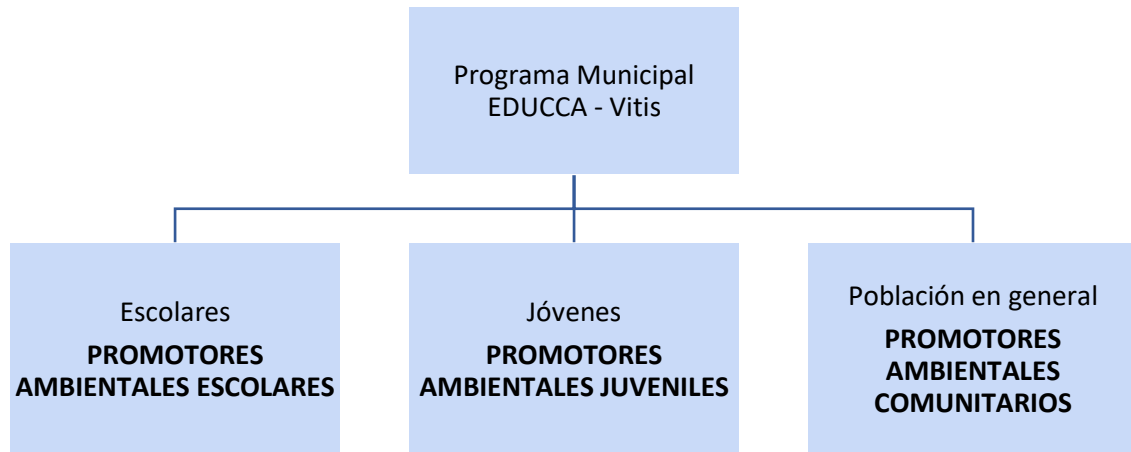 Programa Municipal
EDUCCA - Vitis
Escolares
PROMOTORES
AMBIENTALES ESCOLARES
Jóvenes
PROMOTORES
AMBIENTALES JUVENILES
Población en general
PROMOTORES
AMBIENTALES
COMUNITARIOS